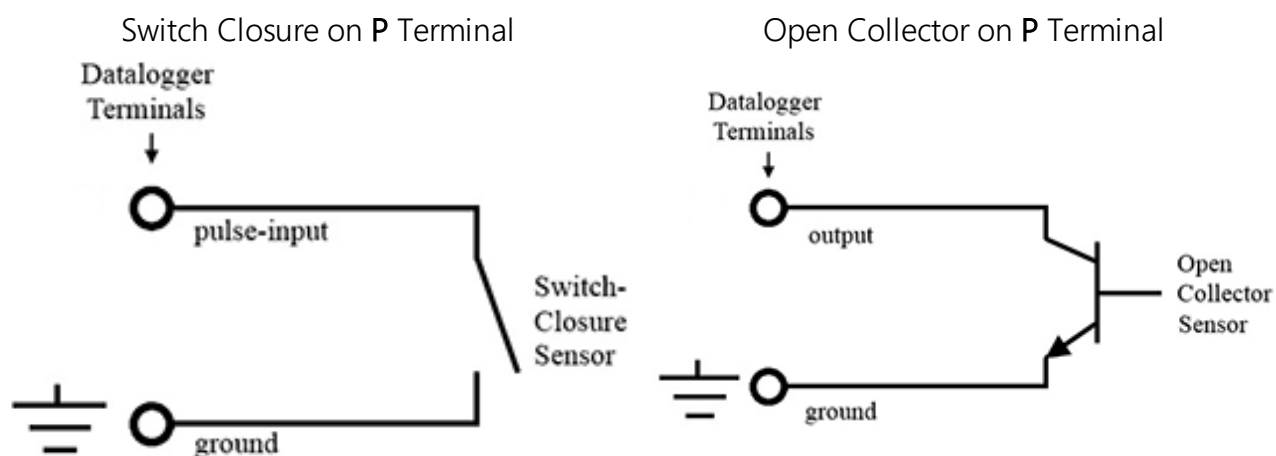 Switch Closure on P Terminal
Datalogger
Terminals
pulse-input
Switch-
Closure
Sensor
ground
Open Collector on P Terminal
Datalogger
Terminals
output
Open
Collector
Sensor
ground